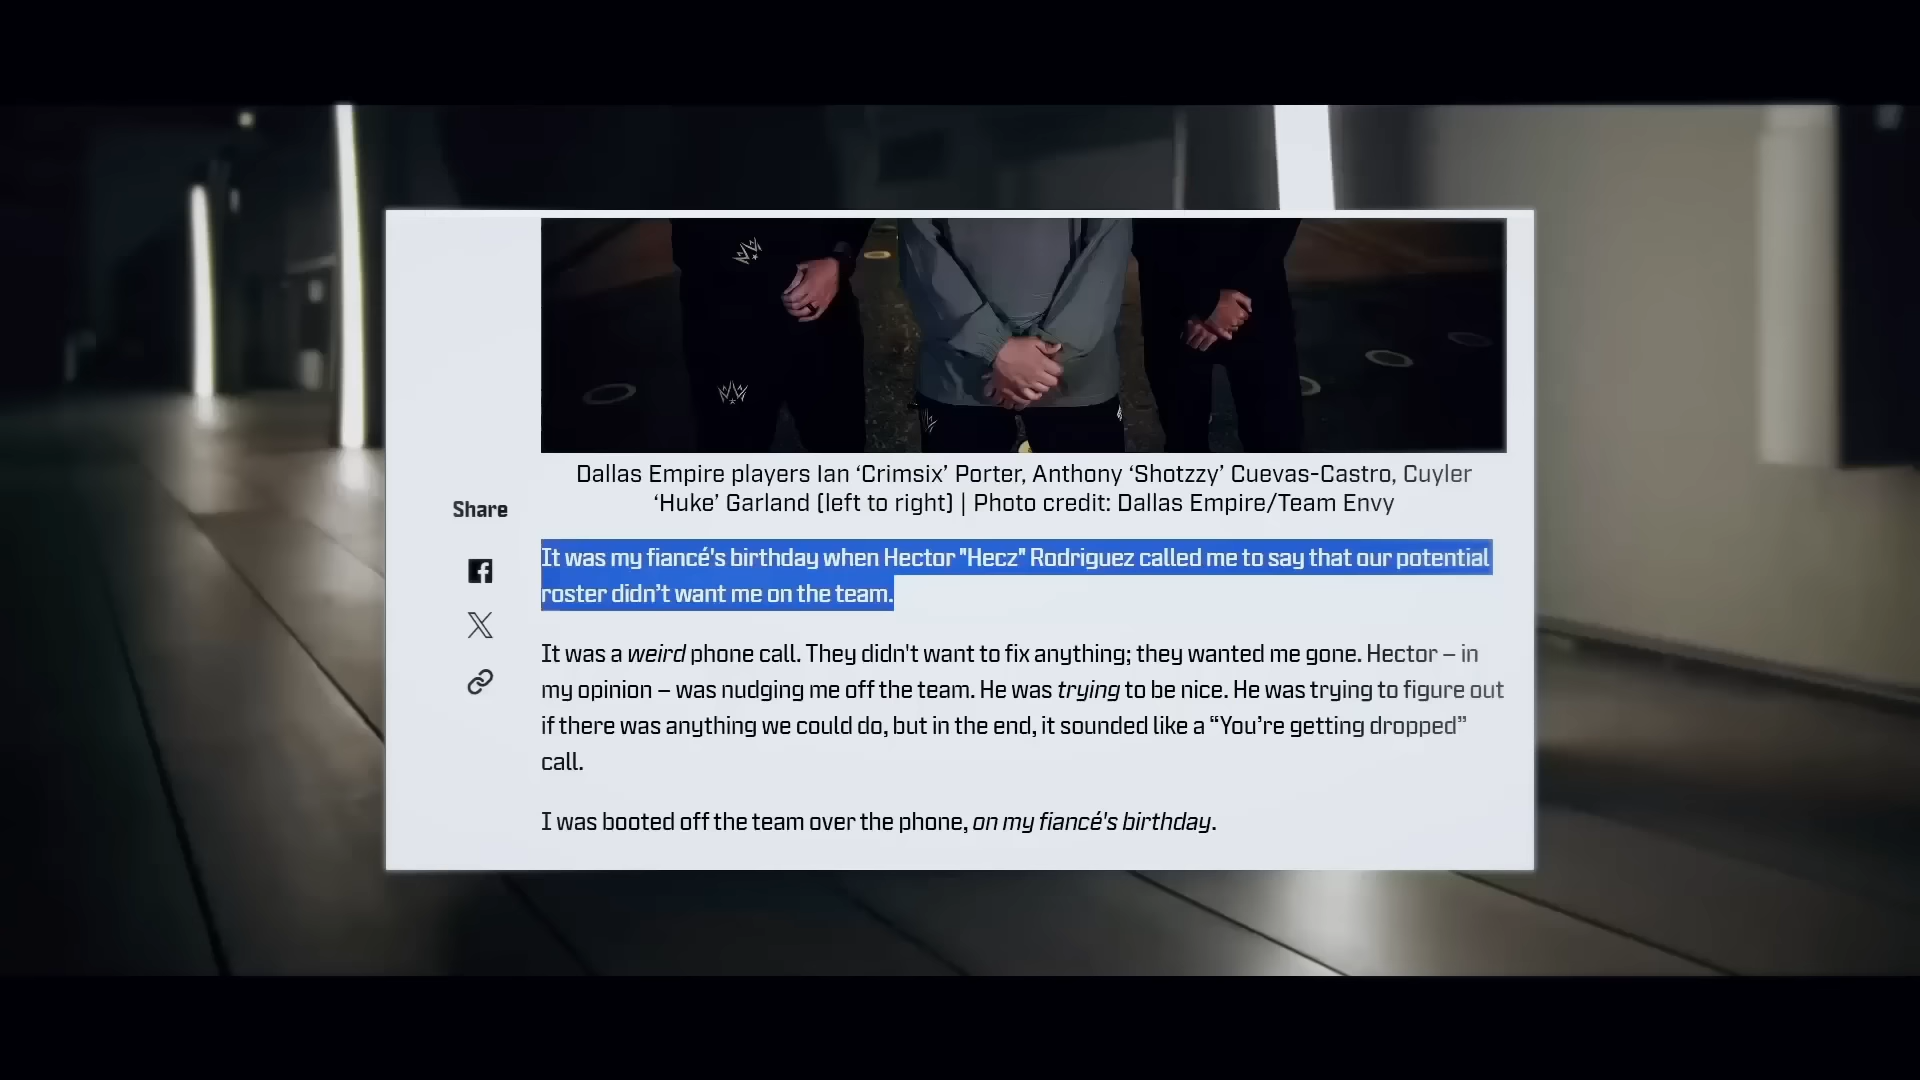 Dallas Empire players Ian ‘Crimsix’ Porter, Anthony ‘Shotzzy’ Cuevas-Castro, Cuyler
‘Huke’ Garland (left to right) | Photo credit: Dallas Empire/Team Envy
Share
It was my fiancé's birthday when Hector "Hecz" Rodriguez called me to say that our potential
roster didn’t want me on the team.
It was a weird phone call. They didn't want to fix anything; they wanted me gone. Hector – in
my opinion – was nudging me off the team. He was trying to be nice. He was trying to figure out
if there was anything we could do, but in the end, it sounded like a “You’re getting dropped”
call.
I was booted off the team over the phone, on my fiancé's birthday.